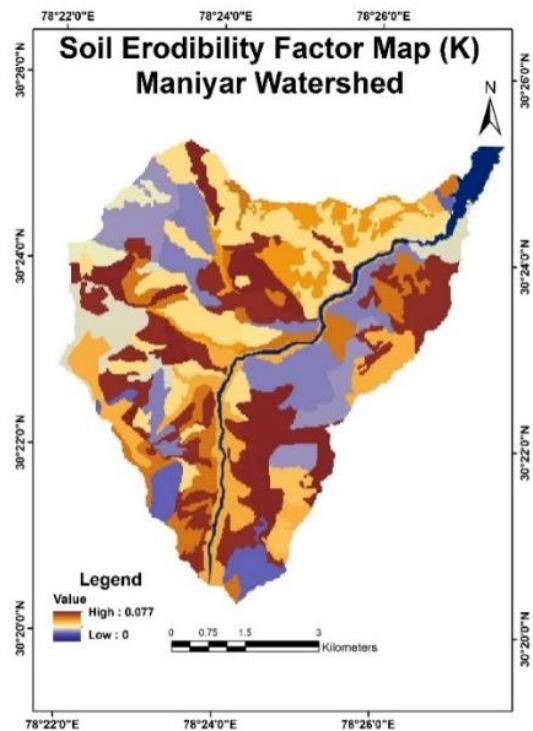 78°22'0"E 78°24'0"E 78°26'0"E
Soil Erodibility Factor Map (K)
Maniyar Watershed
N
30°26'0"N
30°24'0"N
30°22'0"N
30°20'0"N
30°26'0"N
30°24'0"N
30°22'0"N
30°20'0"N
Legend
Value
High : 0.077
Low : 0
0 0.75 1.5 3
Kilometers
78°22'0"E 78°24'0"E 78°26'0"E